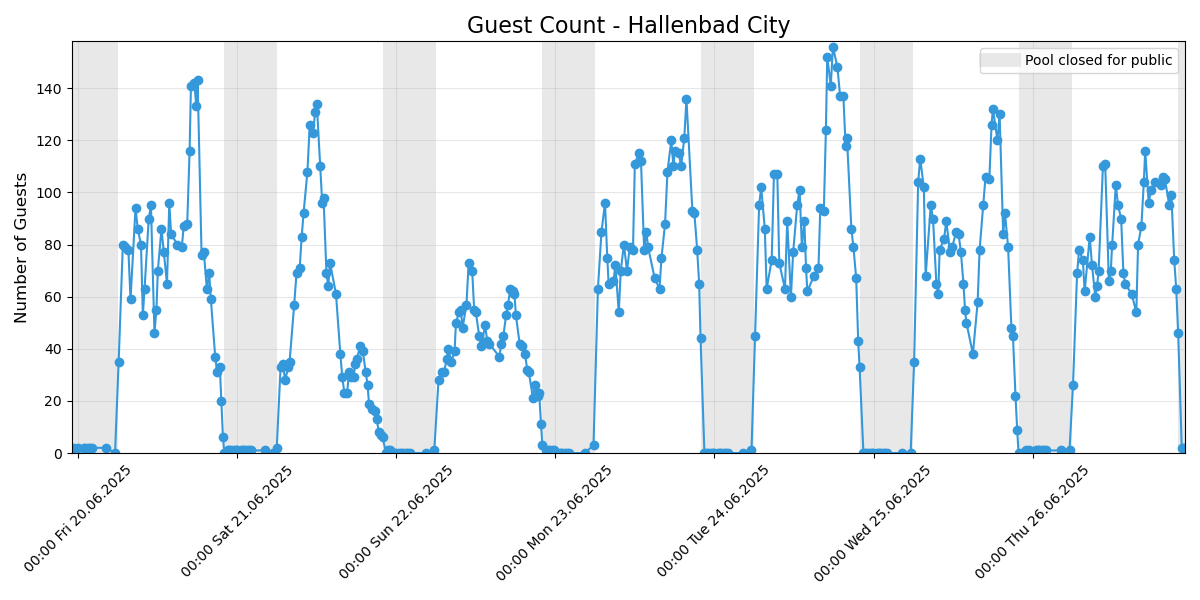 Guest Count - Hallenbad City
Pool closed for public
Number of Guests
140
120
100
80
60
40
20
0
00:00 Fri 20.06.2025
00:00 Sat 21.06.2025
00:00 Sun 22.06.2025
00:00 Mon 23.06.2025
00:00 Tue 24.06.2025
00:00 Wed 25.06.2025
00:00 Thu 26.06.2025